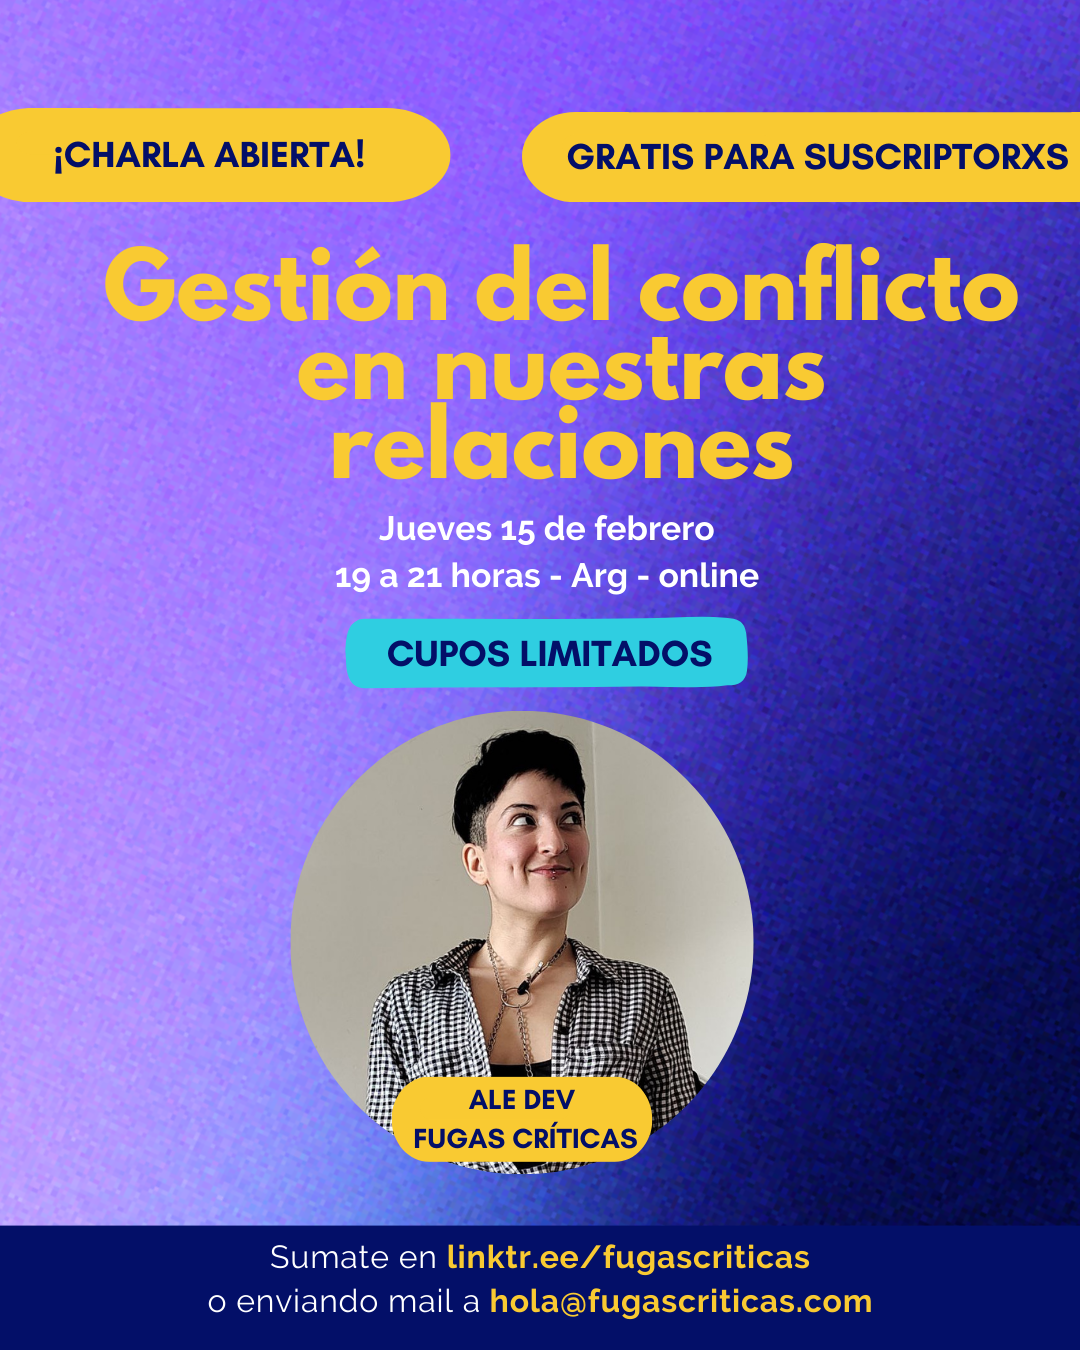 ¡CHARLA ABIERTA!
GRATIS PARA SUSCRIPTORXS
Gestión del conflicto
en nuestras
relaciones
Jueves 15 de febrero
19 a 21 horas - Arg - online
CUPOS LIMITADOS
ALE DEV
FUGAS CRÍTICAS
Sumate en linktr.ee/fugascriticas
o enviando mail a hola@fugascriticas.com